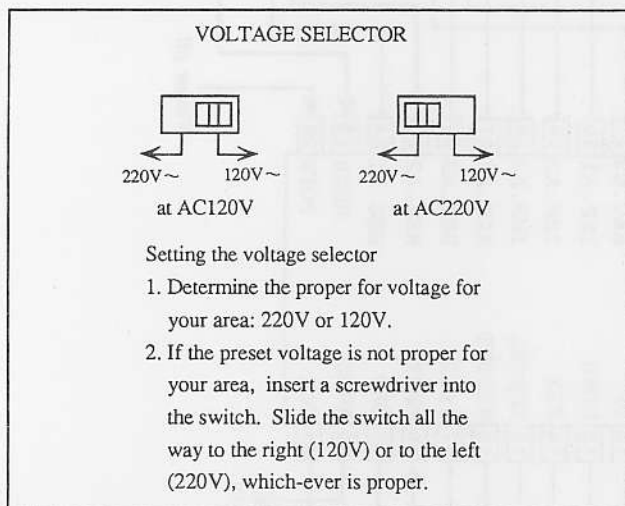 VOLTAGE SELECTOR
220V~ 120V~ 220V~ 120V~
at AC120V at AC220V
Setting the voltage selector
1. Determine the proper for voltage for
your area: 220V or 120V.
2. If the preset voltage is not proper for
your area, insert a screwdriver into
the switch. Slide the switch all the
way to the right (120V) or to the left
(220V), which-ever is proper.